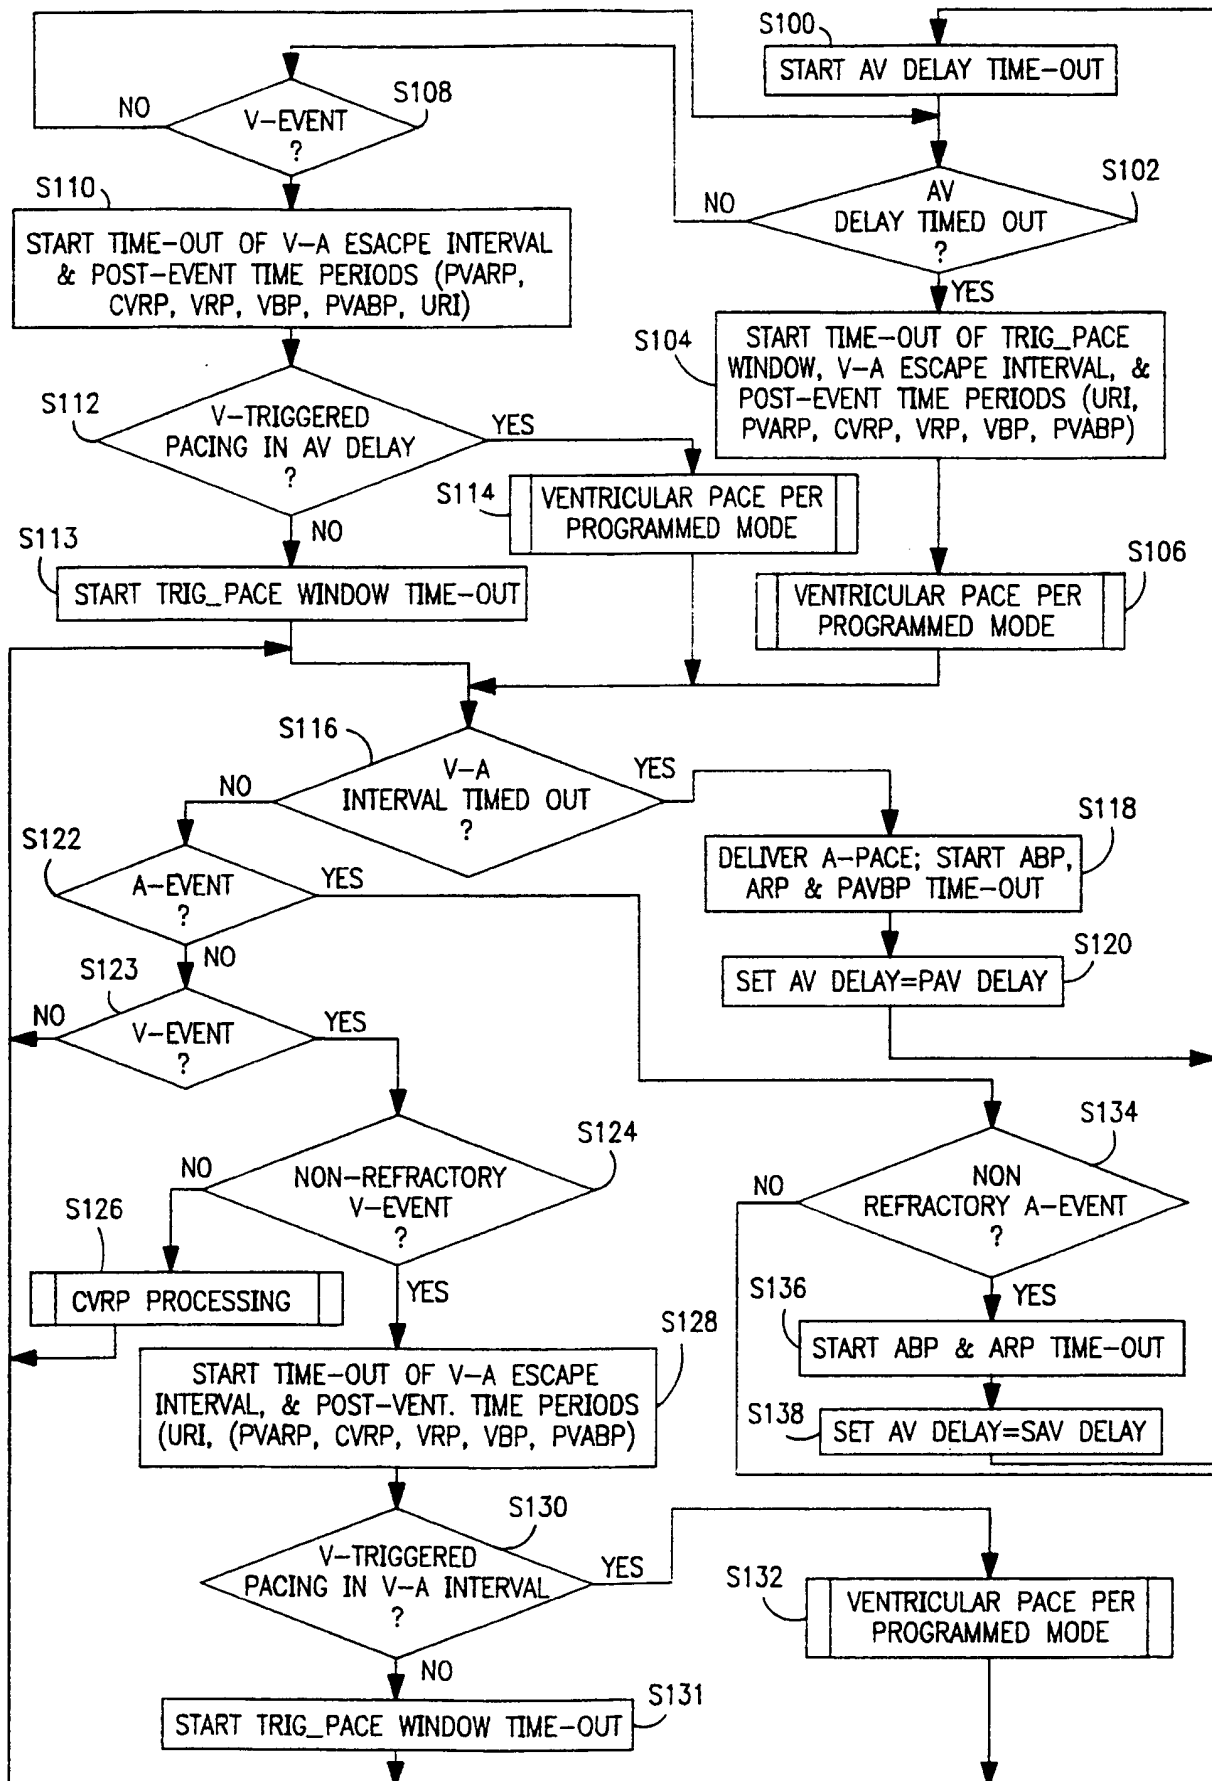 S100
START AV DELAY TIME-OUT
S108
NO
V-EVENT
?
S102
NO
AV
DELAY TIMED OUT
?
YES
S110
START TIME-OUT OF V-A ESACPE INTERVAL
& POST-EVENT TIME PERIODS (PVARP,
CVRP, VRP, VBP, PVABP, URI)
S104
START TIME-OUT OF TRIG_PACE
WINDOW, V-A ESCAPE INTERVAL, &
POST-EVENT TIME PERIODS (URI,
PVARP, CVRP, VRP, VBP, PVABP)
S112
V-TRIGGERED
PACING IN AV DELAY
?
YES
NO
S114
VENTRICULAR PACE PER
PROGRAMMED MODE
S113
START TRIG_PACE WINDOW TIME-OUT
S106
VENTRICULAR PACE PER
PROGRAMMED MODE
S116
NO
V-A
INTERVAL TIMED OUT
?
YES
S118
DELIVER A-PACE; START ABP,
ARP & PAVBP TIME-OUT
S122
A-EVENT
?
YES
NO
S120
SET AV DELAY=PAV DELAY
S123
NO
V-EVENT
?
YES
S124
NO
NON-REFRACTORY
V-EVENT
?
YES
S134
NO
NON
REFRACTORY A-EVENT
?
YES
S126
CVRP PROCESSING
S136
START ABP & ARP TIME-OUT
S128
START TIME-OUT OF V-A ESCAPE
INTERVAL, & POST-VENT. TIME PERIODS
(URI, (PVARP, CVRP, VRP, VBP, PVABP)
S138
SET AV DELAY=SAV DELAY
S130
V-TRIGGERED
PACING IN V-A INTERVAL
?
YES
NO
S132
VENTRICULAR PACE PER
PROGRAMMED MODE
S131
START TRIG_PACE WINDOW TIME-OUT